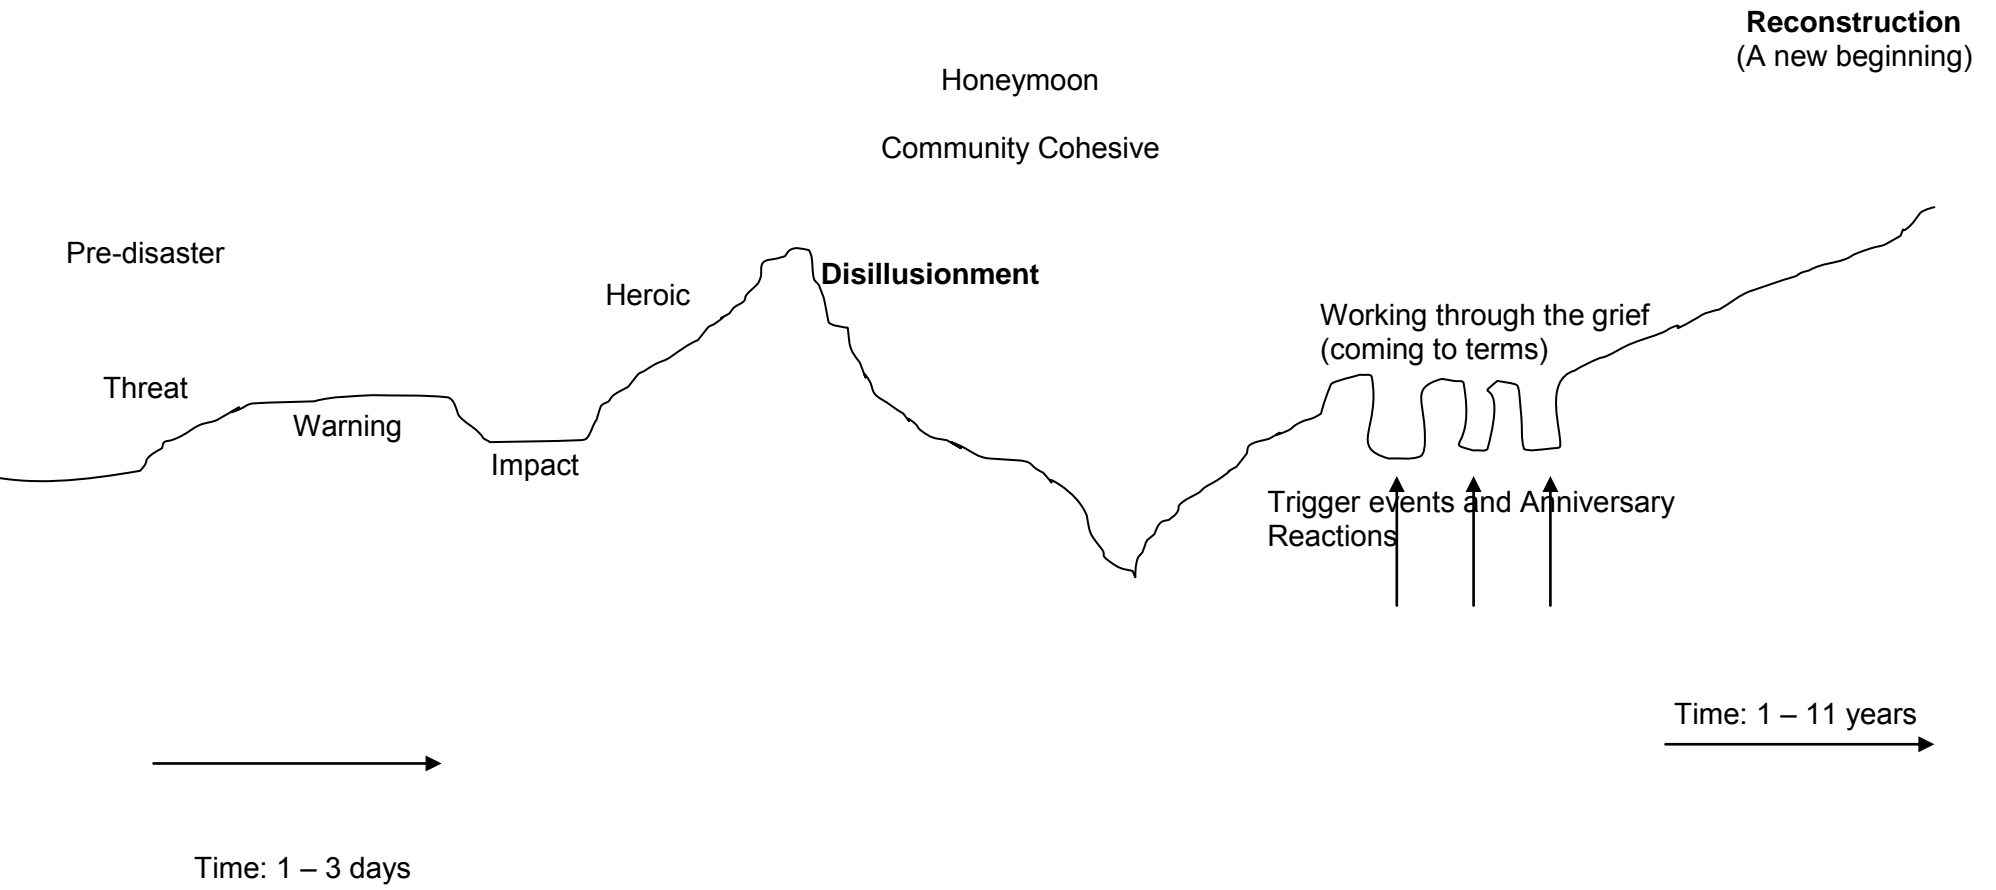 Reconstruction
(A new beginning)
Honeymoon
Community Cohesive
Pre-disaster
Disillusionment
Heroic
Working through the grief
(coming to terms)
Threat
Warning
Impact
Trigger events and Anniversary
Reactions
Time: 1 – 11 years
Time: 1 – 3 days